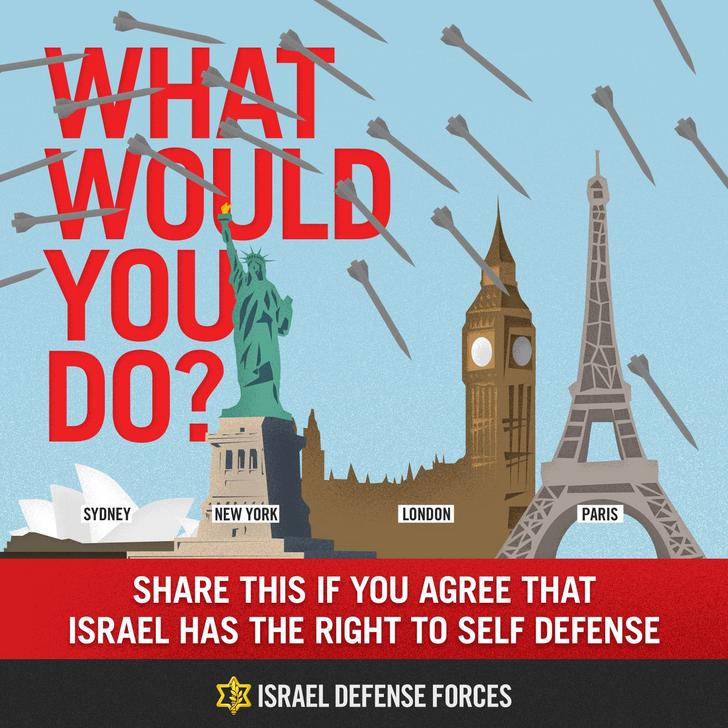 WHAT
WOULD
YOU
DO?
SYDNEY
NEW YORK
LONDON
PARIS
SHARE THIS IF YOU AGREE THAT
ISRAEL HAS THE RIGHT TO SELF DEFENSE
ISRAEL DEFENSE FORCES